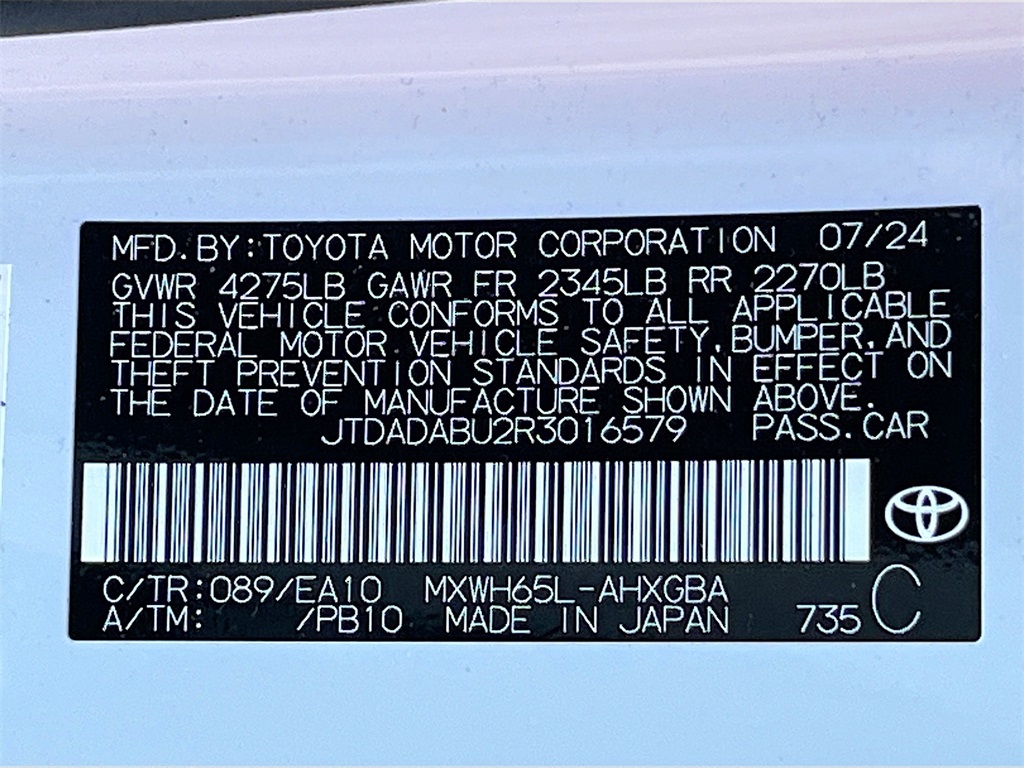 MFD.BY:TOYOTA MOTOR CORPORATION 07/24
GVWR 4275LB GAWR FR 2345LB RR 2270LB
THIS VEHICLE CONFORMS TO ALL APPLICABLE
FEDERAL MOTOR VEHICLE SAFETY,BUMPER,AND
THEFT PREVENTION STANDARDS IN EFFECT ON
THE DATE OF MANUFACTURE SHOWN ABOVE.
JTDADABU2R3016579 PASS.CAR
C/TR:089/EA10 MXWH65L-AHXGBA C
A/TM: /PB10 MADE IN JAPAN 735